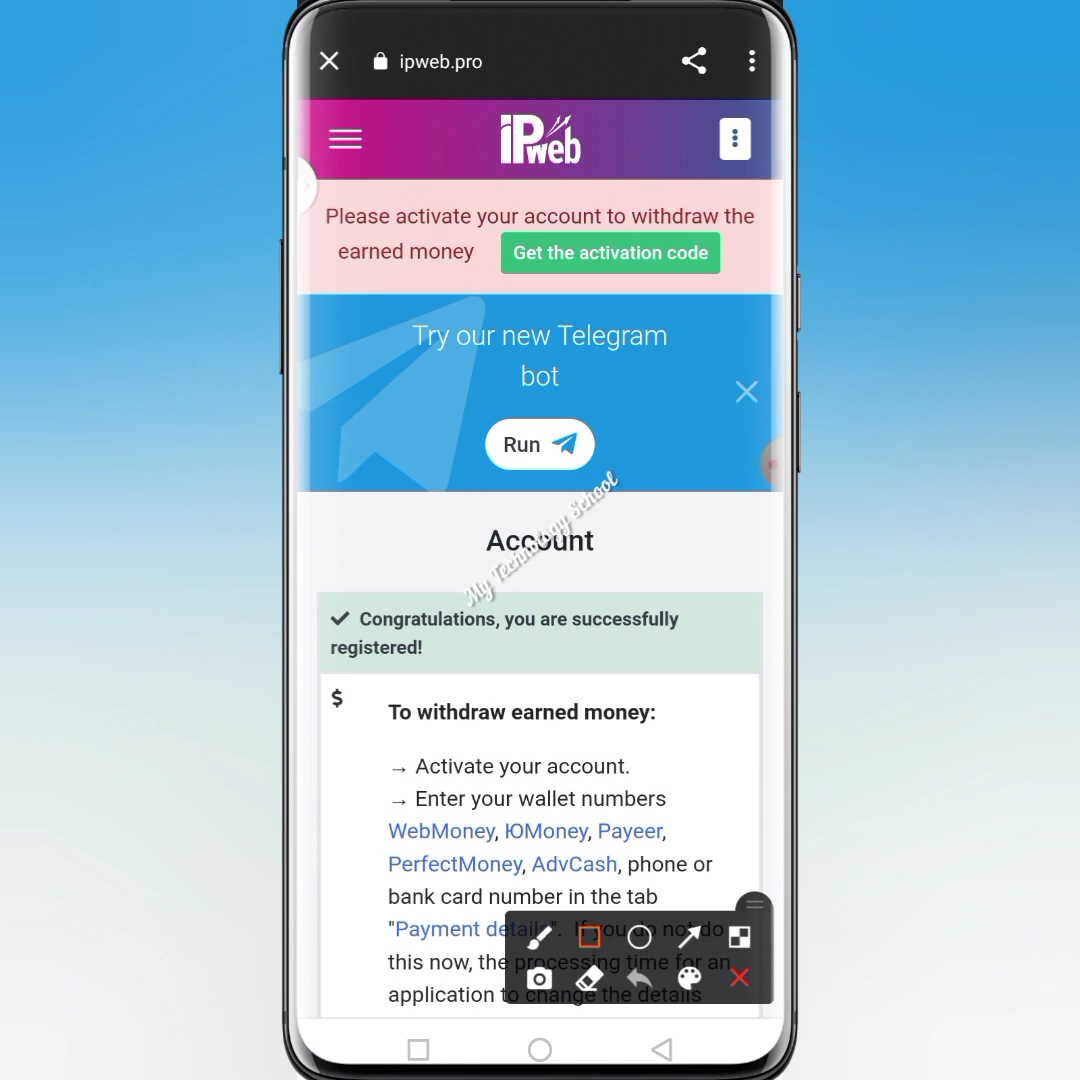 ipweb.pro
iPweb
Please activate your account to withdraw the
earned money Get the activation code
Try our new Telegram
bot
Run
My Technology School
Account
Congratulations, you are successfully
registered!
$
To withdraw earned money:
→ Activate your account.
→ Enter your wallet numbers
WebMoney, ЮMoney, Payeer,
PerfectMoney, AdvCash, phone or
bank card number in the tab
"Payment details". If you do not do
this now, the processing time for an
application to change the details